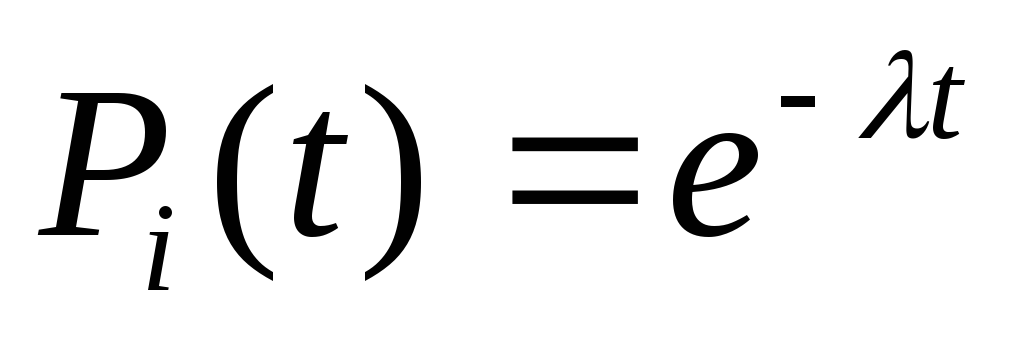 P_i(t) = e^{-λt}